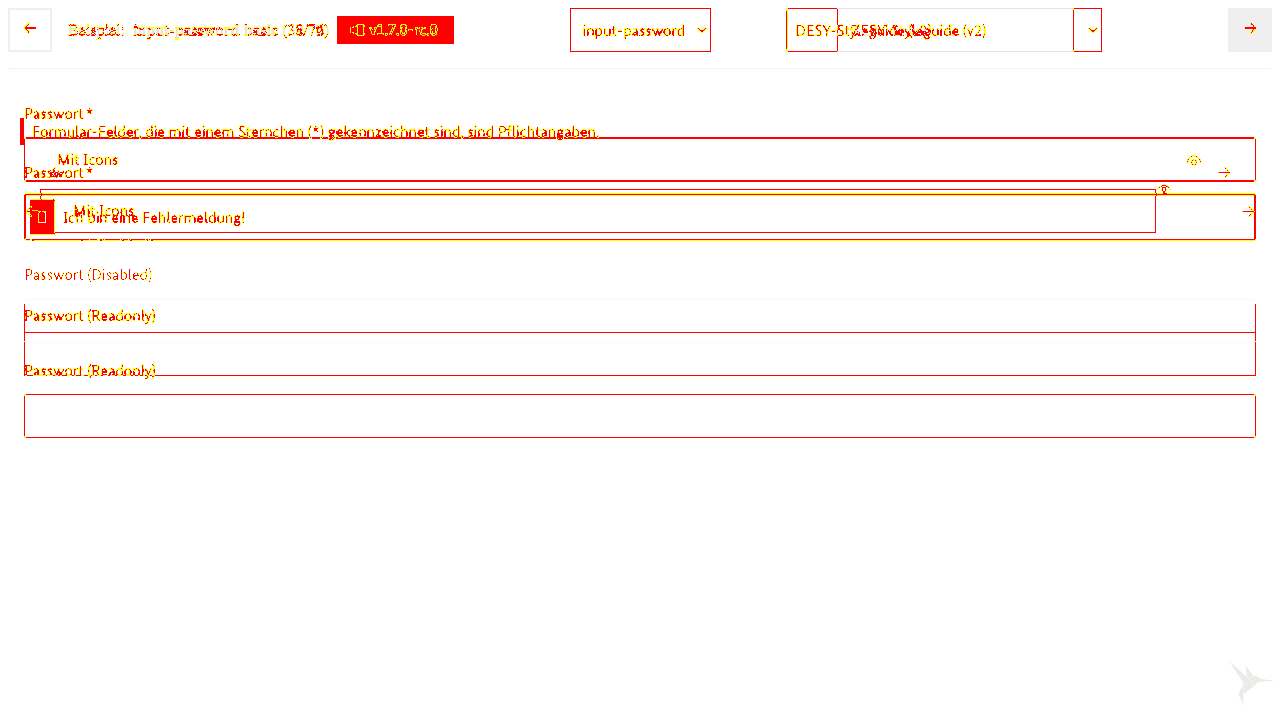 Beispiel: input-password basic (38/70) v1.7.0-rc.0 input-password DESY-Styleguide (v2)
Passwort *
Formular-Felder, die mit einem Sternchen (*) gekennzeichnet sind, sind Pflichtangaben.
Mit Icons
Passwort *
Mit Icons
Ich bin eine Fehlermeldung!
Passwort (Disabled)
Passwort (Readonly)
Passwort (Readonly)